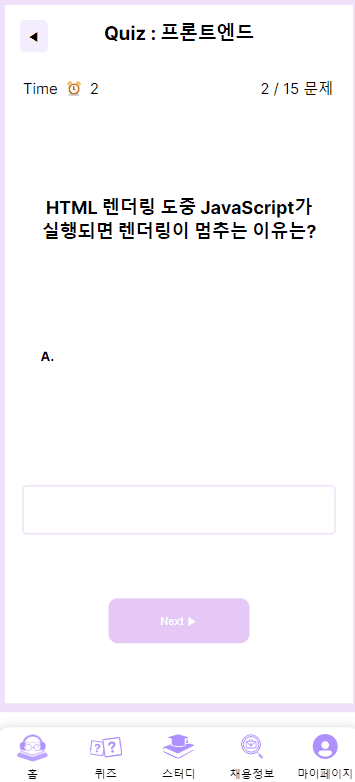 ◀ Quiz : 프론트엔드
Time ⏰ 2 2 / 15 문제
HTML 렌더링 도중 JavaScript가
실행되면 렌더링이 멈추는 이유는?
A.
Next ▶
홈 퀴즈 스터디 채용정보 마이페이지